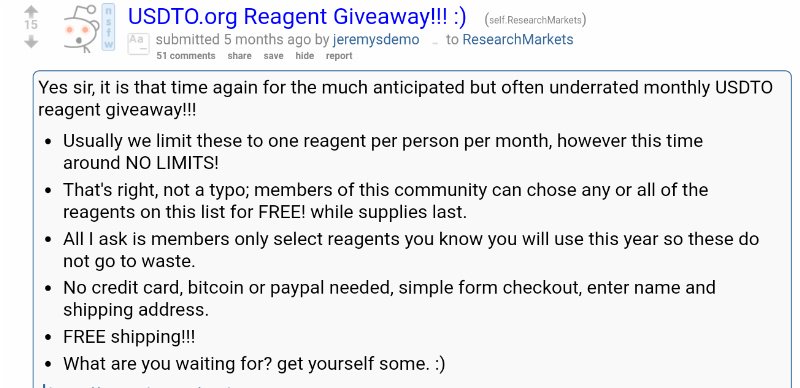 USDTO.org Reagent Giveaway!!! :) (self.ResearchMarkets)
15
nsfw
Aa
submitted 5 months ago by jeremysdemo to ResearchMarkets
51 comments share save hide report
Yes sir, it is that time again for the much anticipated but often underrated monthly USDTO
reagent giveaway!!!
• Usually we limit these to one reagent per person per month, however this time
around NO LIMITS!
• That's right, not a typo; members of this community can chose any or all of the
reagents on this list for FREE! while supplies last.
• All I ask is members only select reagents you know you will use this year so these do
not go to waste.
• No credit card, bitcoin or paypal needed, simple form checkout, enter name and
shipping address.
• FREE shipping!!!
• What are you waiting for? get yourself some. :)